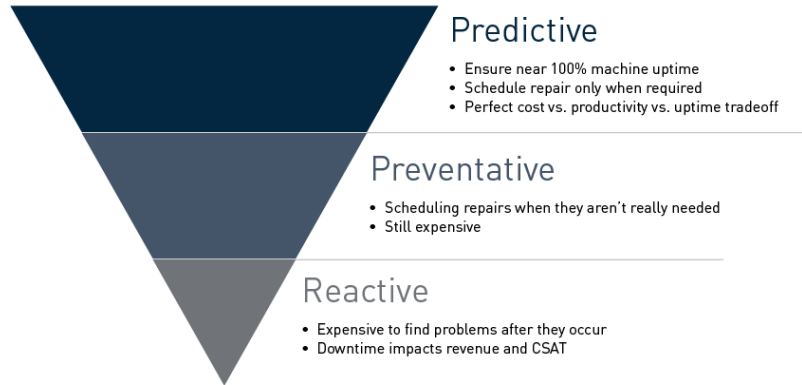 Predictive
• Ensure near 100% machine uptime
• Schedule repair only when required
• Perfect cost vs. productivity vs. uptime tradeoff
Preventative
• Scheduling repairs when they aren't really needed
• Still expensive
Reactive
• Expensive to find problems after they occur
• Downtime impacts revenue and CSAT